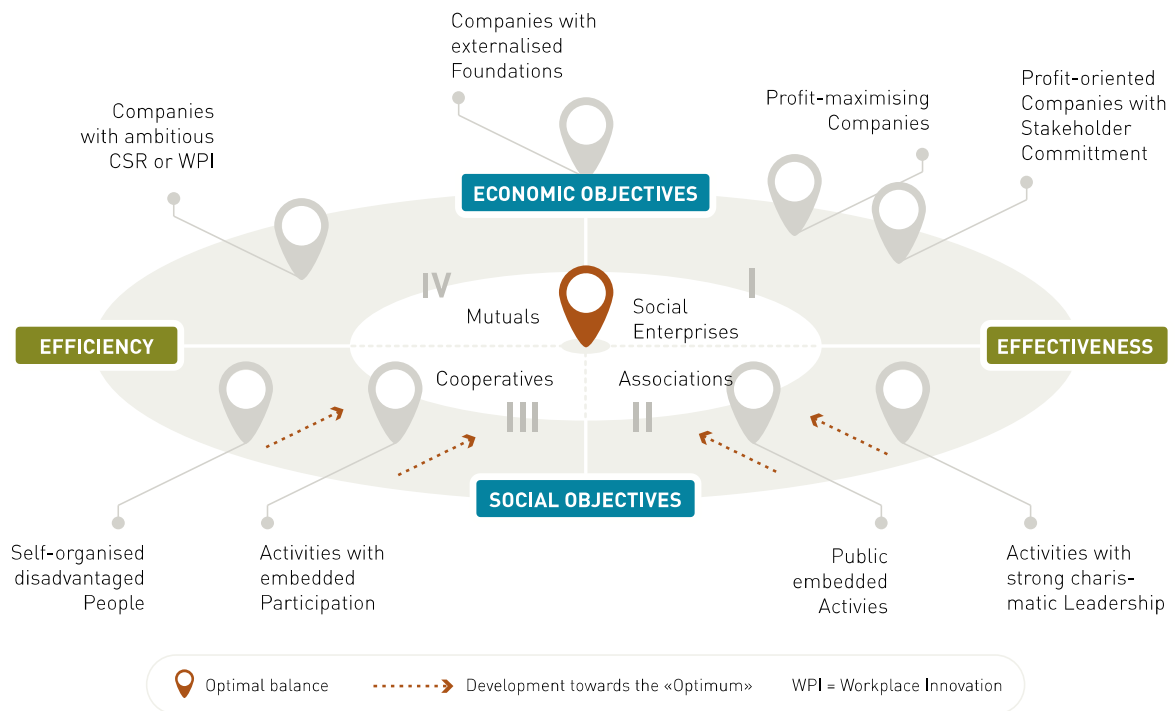 Companies with
externalised
Foundations
Companies
with ambitious
CSR or WPI
Profit-maximising
Companies
Profit-oriented
Companies with
Stakeholder
Committment
ECONOMIC OBJECTIVES
IV
I
Mutuals
Social
Enterprises
EFFICIENCY
EFFECTIVENESS
Cooperatives
Associations
III
II
SOCIAL OBJECTIVES
Self-organised
disadvantaged
People
Activities with
embedded
Participation
Public
embedded
Activies
Activities with
strong charis-
matic Leadership
Optimal balance
Development towards the «Optimum»
WPI = Workplace Innovation